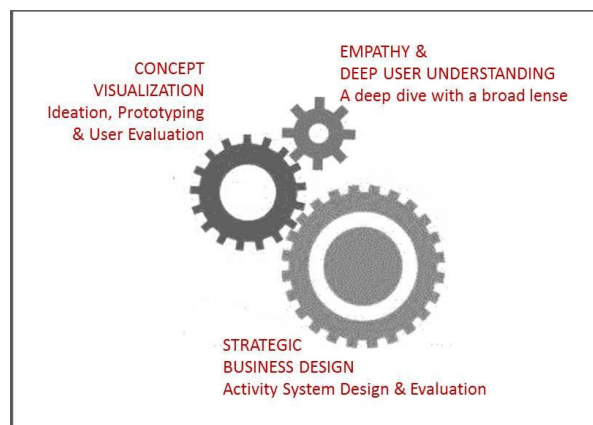 CONCEPT
VISUALIZATION
Ideation, Prototyping
& User Evaluation
EMPATHY &
DEEP USER UNDERSTANDING
A deep dive with a broad lense
STRATEGIC
BUSINESS DESIGN
Activity System Design & Evaluation